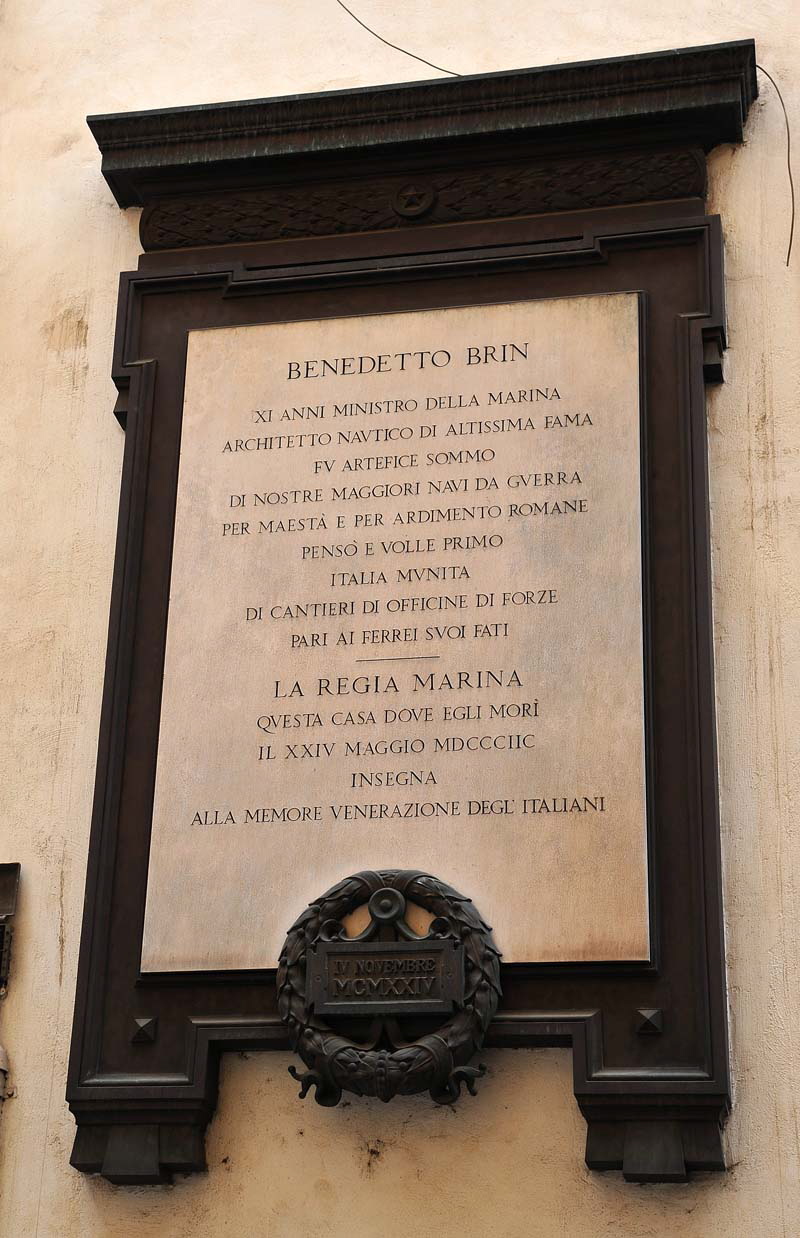 BENEDETTO BRIN
XI ANNI MINISTRO DELLA MARINA
ARCHITETTO NAVTICO DI ALTISSIMA FAMA
FV ARTEFICE SOMMO
DI NOSTRE MAGGIORI NAVI DA GVERRA
PER MAESTÀ E PER ARDIMENTO ROMANE
PENSÒ E VOLLE PRIMO
ITALIA MVNITA
DI CANTIERI DI OFFICINE DI FORZE
PARI AI FERREI SVOI FATI
LA REGIA MARINA
QVESTA CASA DOVE EGLI MORÌ
IL XXIV MAGGIO MDCCCIIC
INSEGNA
ALLA MEMORE VENERAZIONE DEGL' ITALIANI
IV NOVEMBRE
MCMXXIV